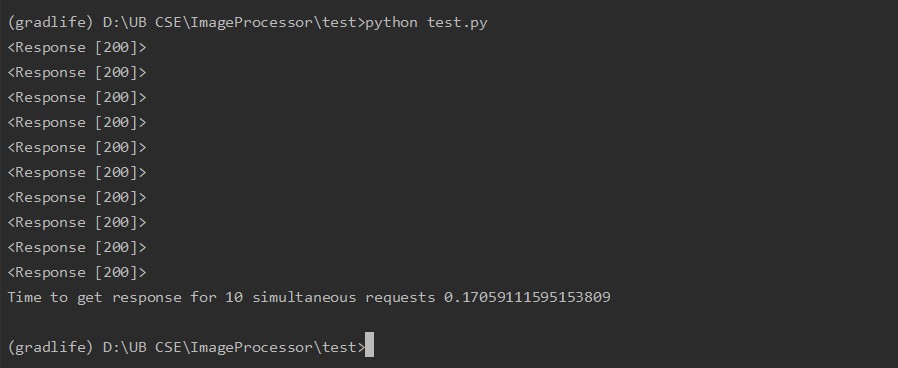 (gradlife) D:\UB CSE\ImageProcessor\test>python test.py
<Response [200]>
<Response [200]>
<Response [200]>
<Response [200]>
<Response [200]>
<Response [200]>
<Response [200]>
<Response [200]>
<Response [200]>
<Response [200]>
Time to get response for 10 simultaneous requests 0.17059111595153809
(gradlife) D:\UB CSE\ImageProcessor\test>